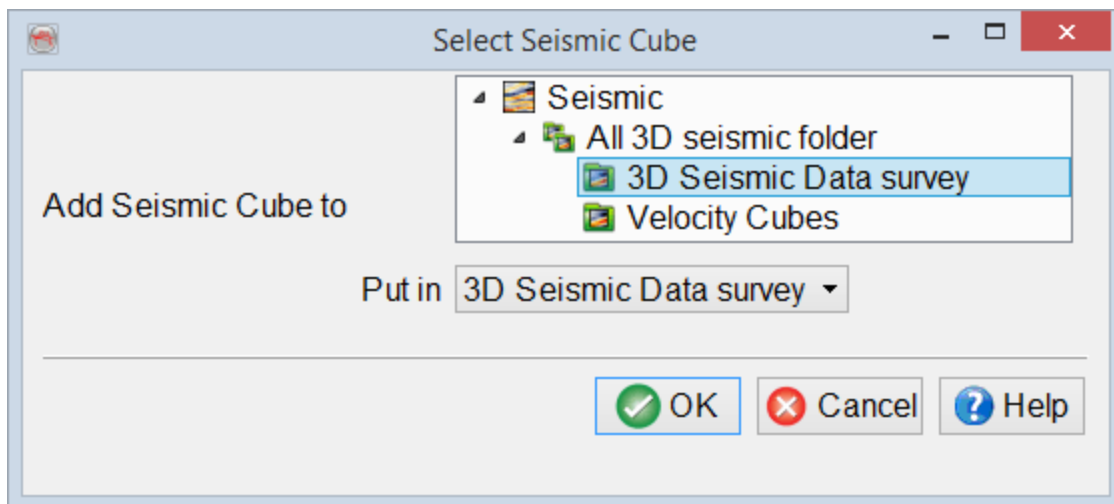 Select Seismic Cube
Seismic
All 3D seismic folder
3D Seismic Data survey
Velocity Cubes
Add Seismic Cube to
Put in 3D Seismic Data survey
OK Cancel Help